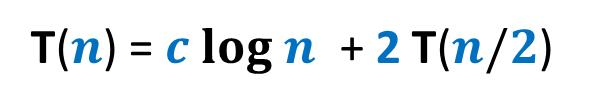 T(n) = c log n + 2 T(n/2)